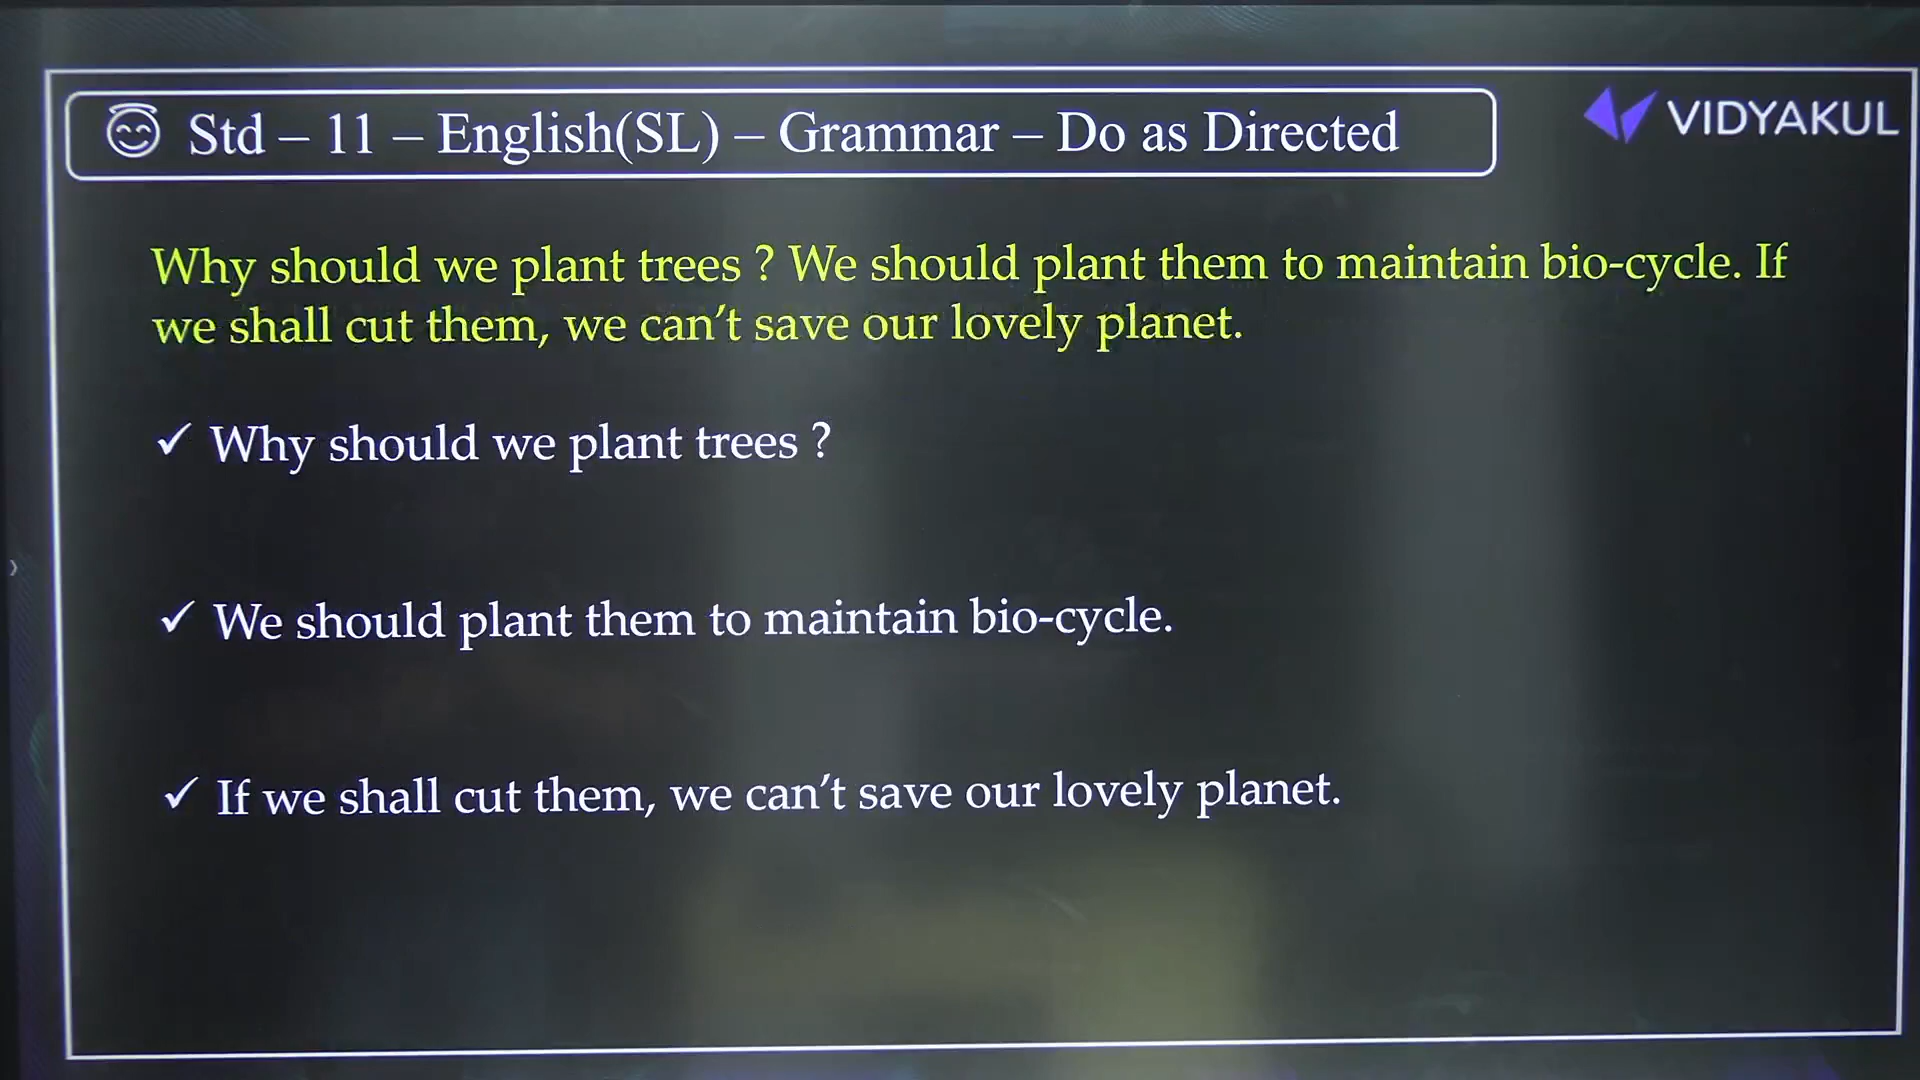 Std – 11 – English(SL) – Grammar – Do as Directed
VIDYAKUL
Why should we plant trees ? We should plant them to maintain bio-cycle. If
we shall cut them, we can’t save our lovely planet.
✓ Why should we plant trees ?
✓ We should plant them to maintain bio-cycle.
✓ If we shall cut them, we can’t save our lovely planet.